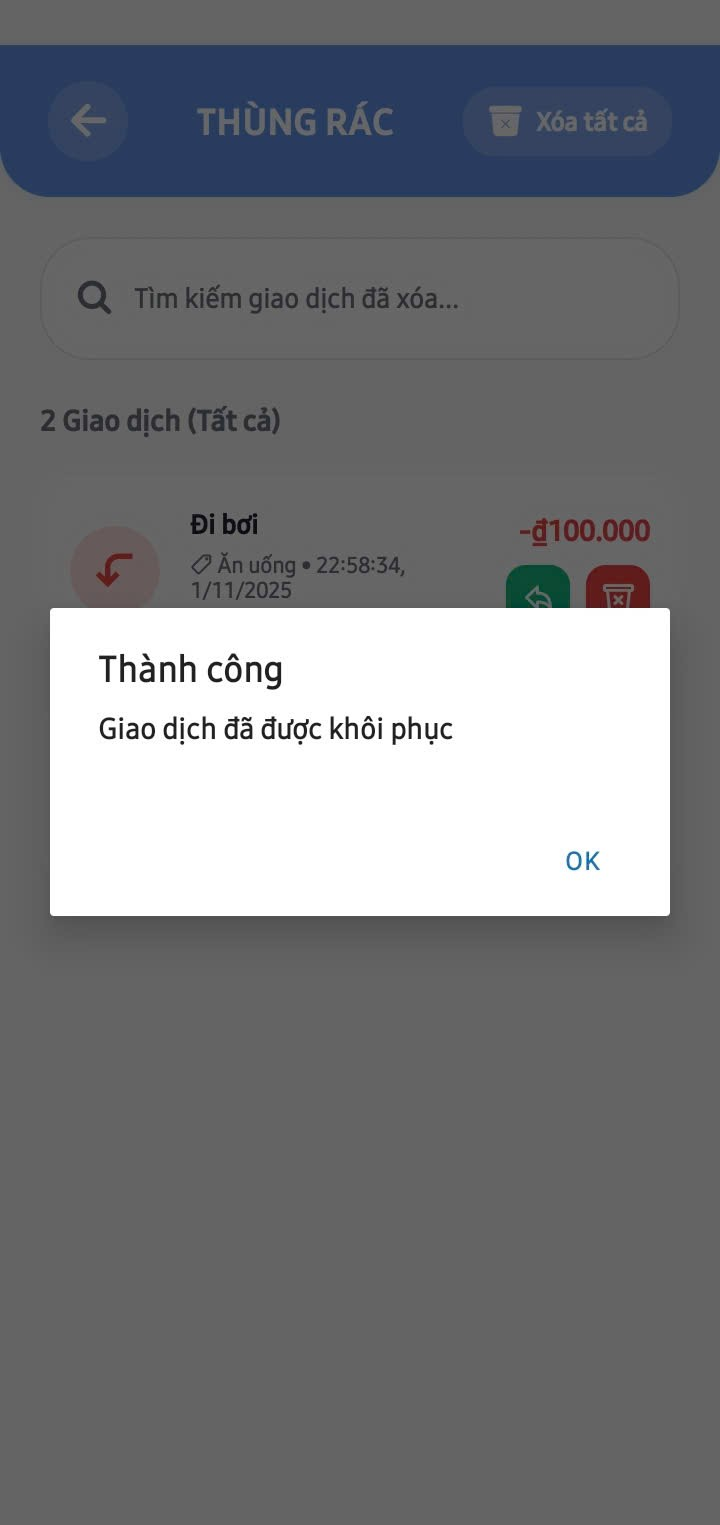 THÙNG RÁC
Xóa tất cả
Tìm kiếm giao dịch đã xóa...
2 Giao dịch (Tất cả)
Đi bơi
-₫100.000
Ăn uống • 22:58:34,
1/11/2025
Thành công
Giao dịch đã được khôi phục
OK